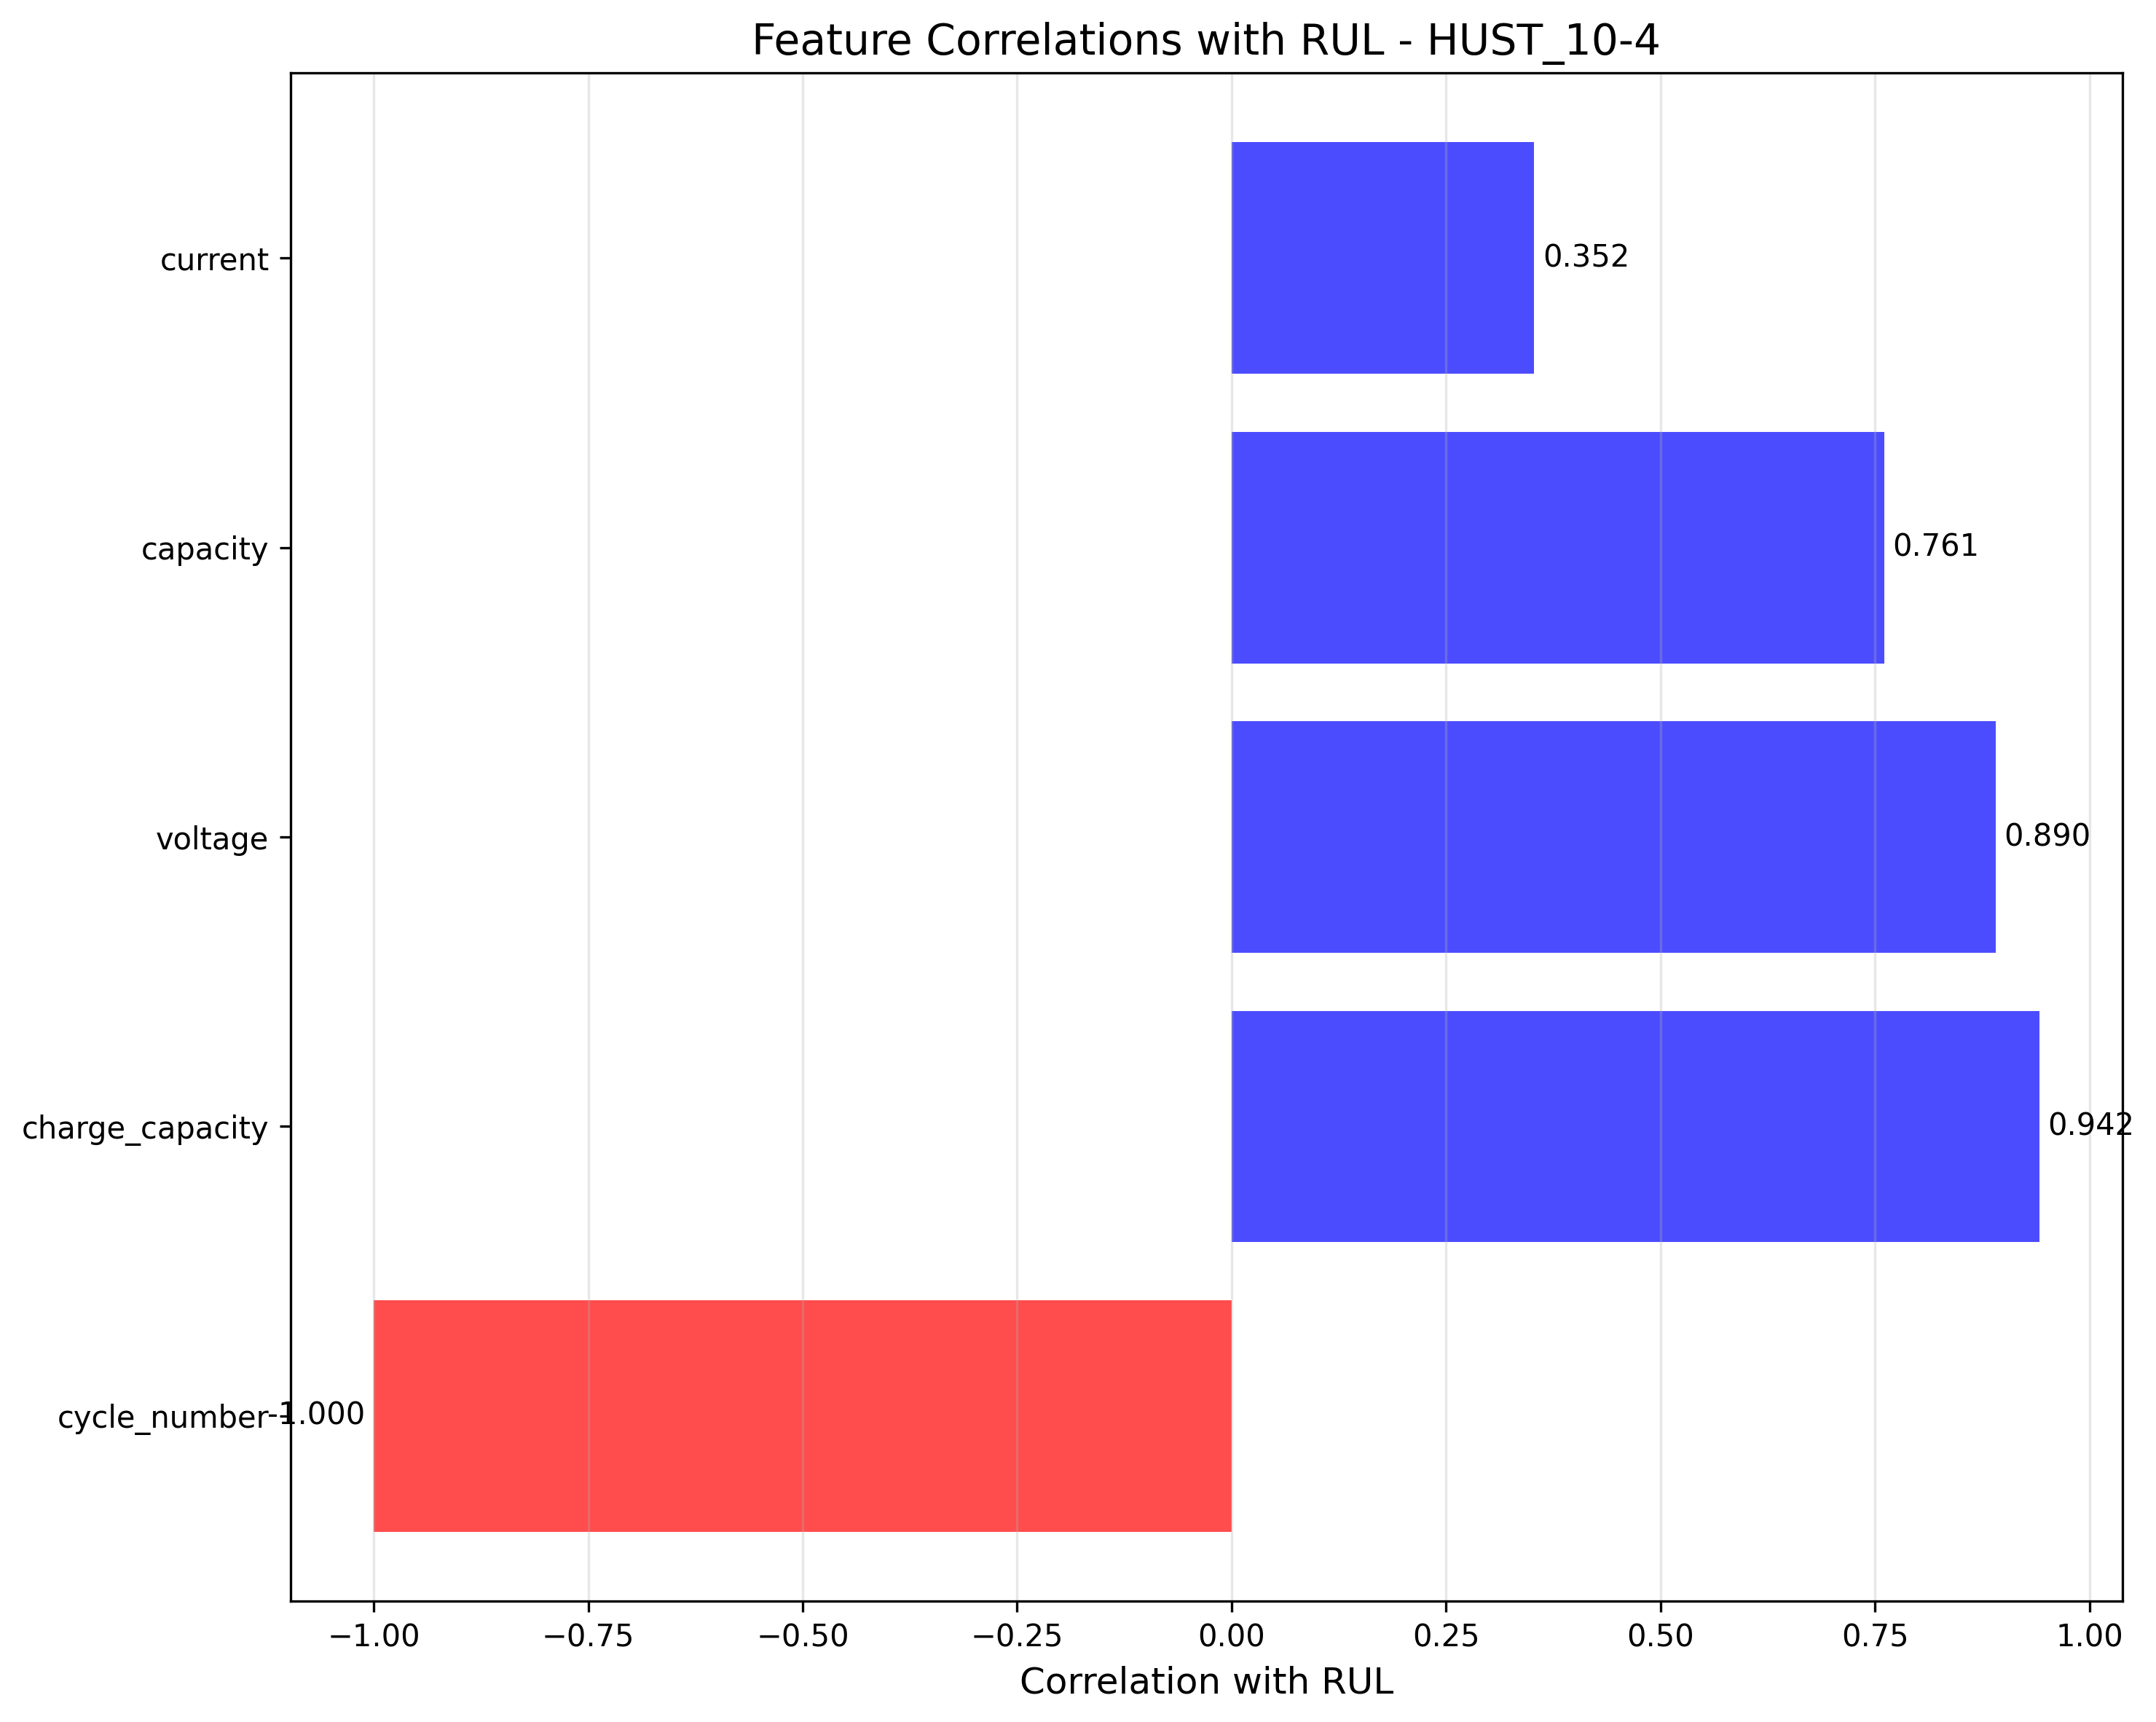 Feature Correlations with RUL - HUST_10-4
current
0.352
capacity
0.761
voltage
0.890
charge_capacity
0.942
cycle_number
-1.000
−1.00 −0.75 −0.50 −0.25 0.00 0.25 0.50 0.75 1.00
Correlation with RUL